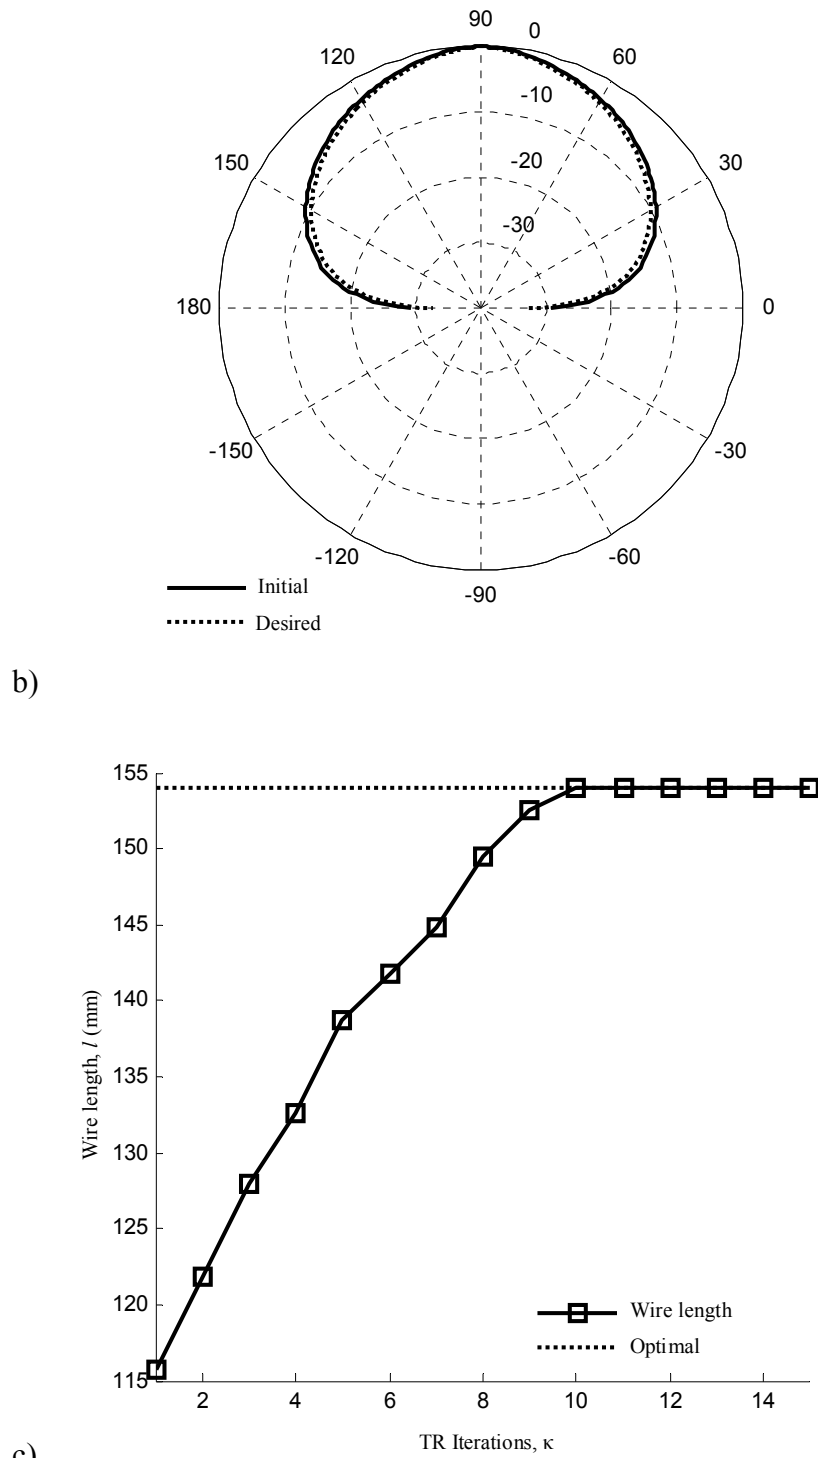 90
0
120
60
-10
150
-20
30
-30
180
0
-150
-30
-120
-60
-90
Initial
Desired
b)
155
150
145
140
135
130
125
120
115
Wire length, l (mm)
Wire length
Optimal
2 4 6 8 10 12 14
TR Iterations, κ
c)